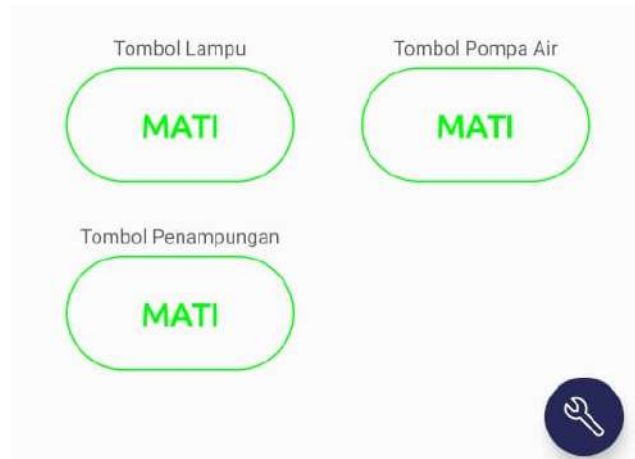 Tombol Lampu
Tombol Pompa Air
MATI
MATI
Tombol Penampungan
MATI